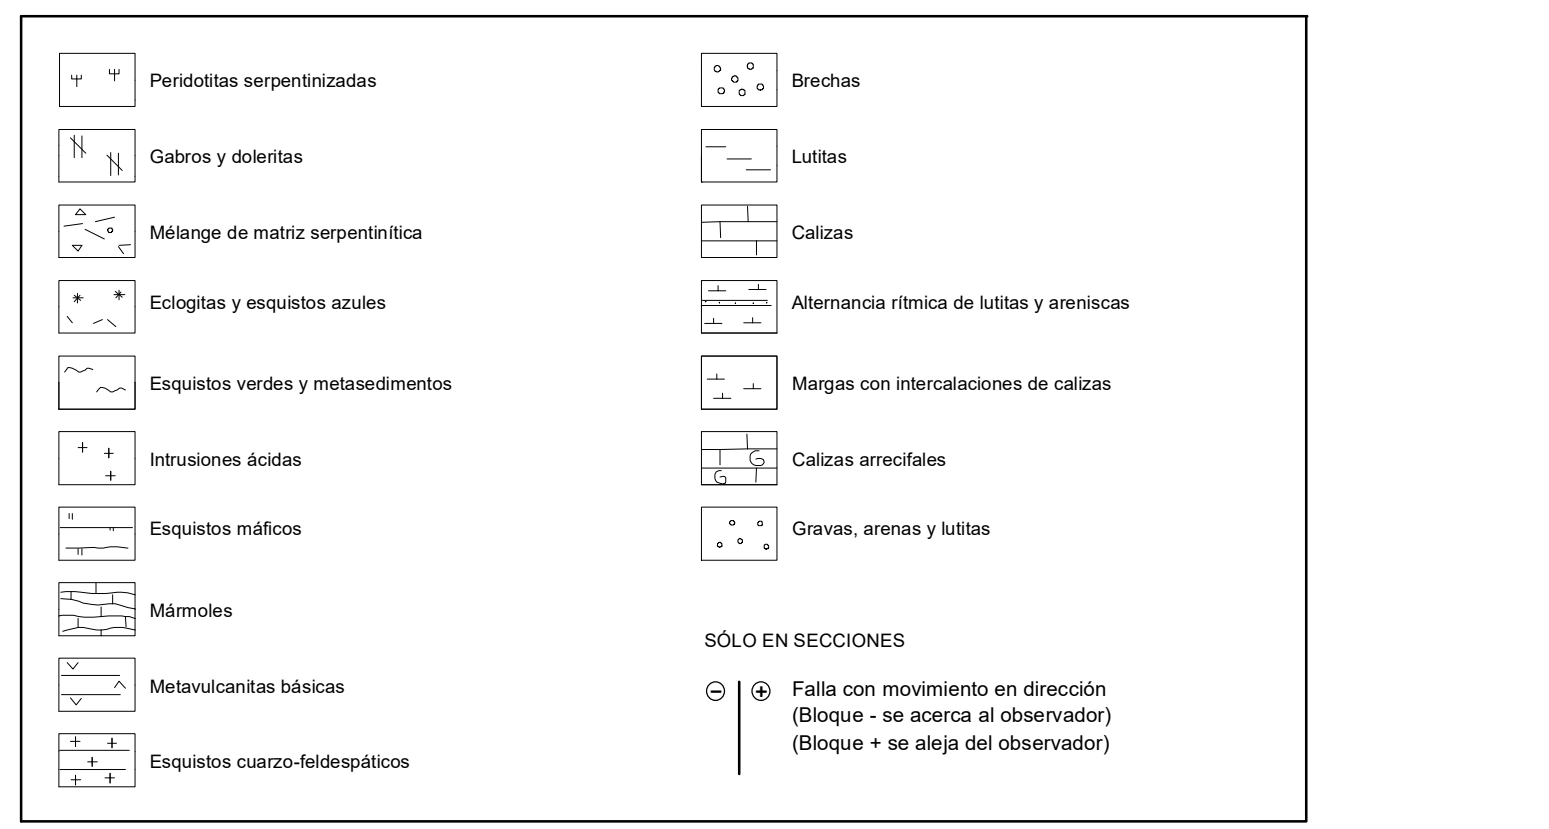 Peridotitas serpentinizadas
Gabros y doleritas
Mélange de matriz serpentinítica
Eclogitas y esquistos azules
Esquistos verdes y metasedimentos
Intrusiones ácidas
Esquistos máficos
Mármoles
Metavulcanitas básicas
Esquistos cuarzo-feldespáticos
Brechas
Lutitas
Calizas
Alternancia rítmica de lutitas y areniscas
Margas con intercalaciones de calizas
Calizas arrecifales
Gravas, arenas y lutitas
SÓLO EN SECCIONES
Falla con movimiento en dirección
(Bloque - se acerca al observador)
(Bloque + se aleja del observador)